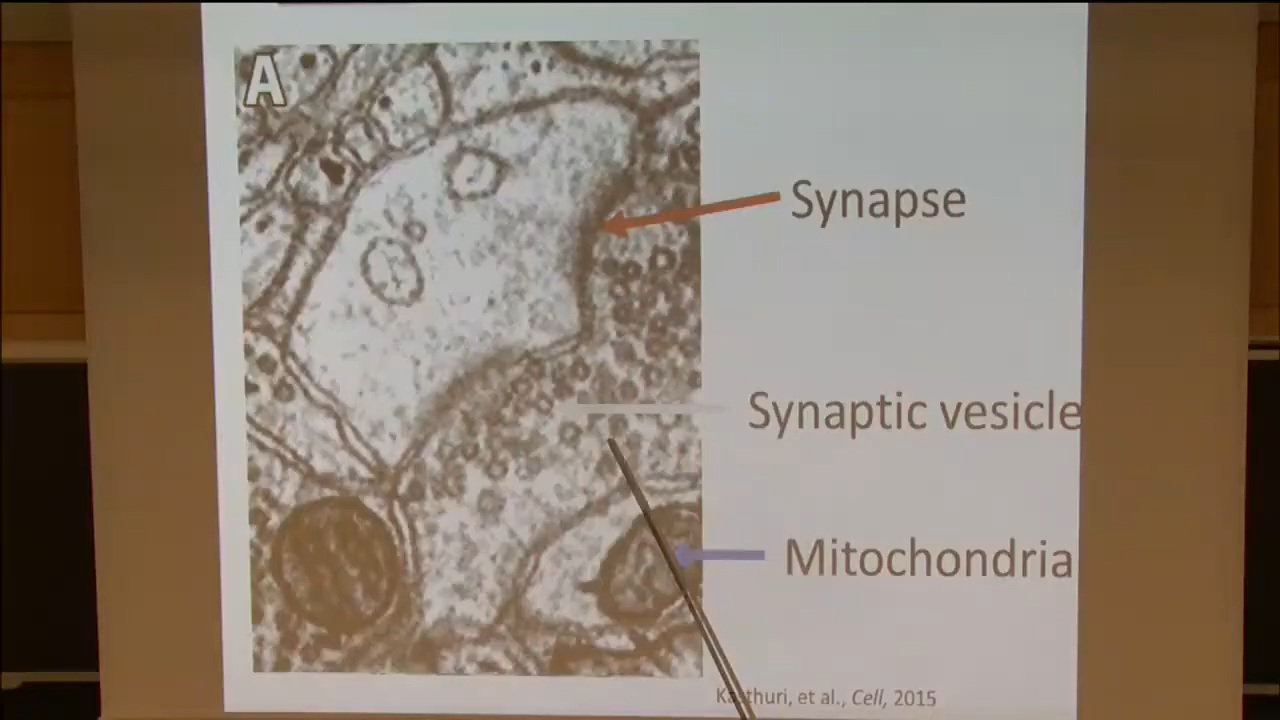 A
Synapse
Synaptic vesicle
Mitochondria
et al., Cell, 2015